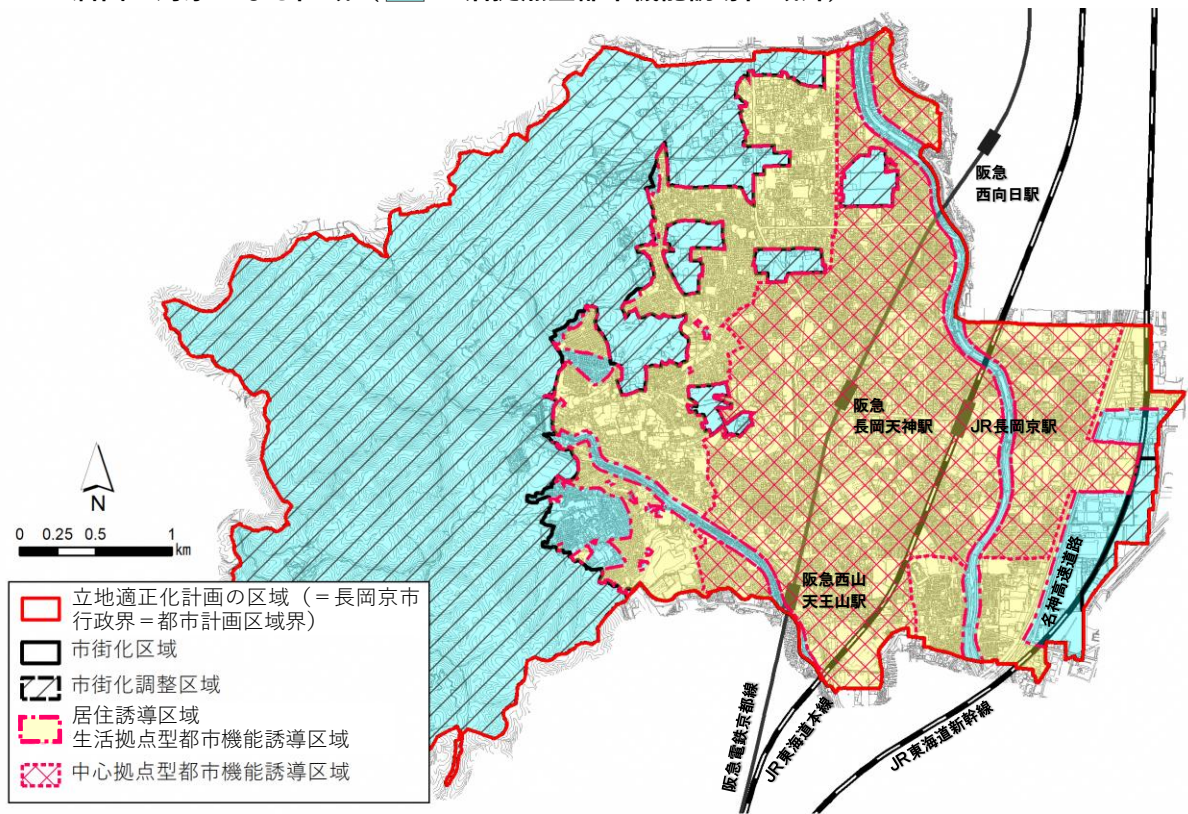 阪急
西向日駅
阪急
長岡天神駅
JR長岡京駅
N
0 0.25 0.5 1
km
阪急西山
天王山駅
名神高速道路
阪急電鉄京都線
JR東海道本線
JR東海道新幹線
立地適正化計画の区域(=長岡京市
行政界=都市計画区域界)
市街化区域
市街化調整区域
居住誘導区域
生活拠点型都市機能誘導区域
中心拠点型都市機能誘導区域